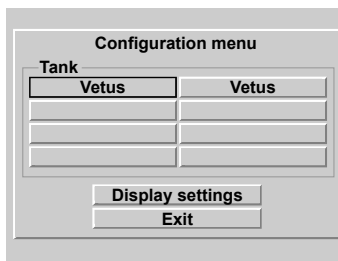 Configuration menu
Tank
Vetus Vetus
Display settings
Exit